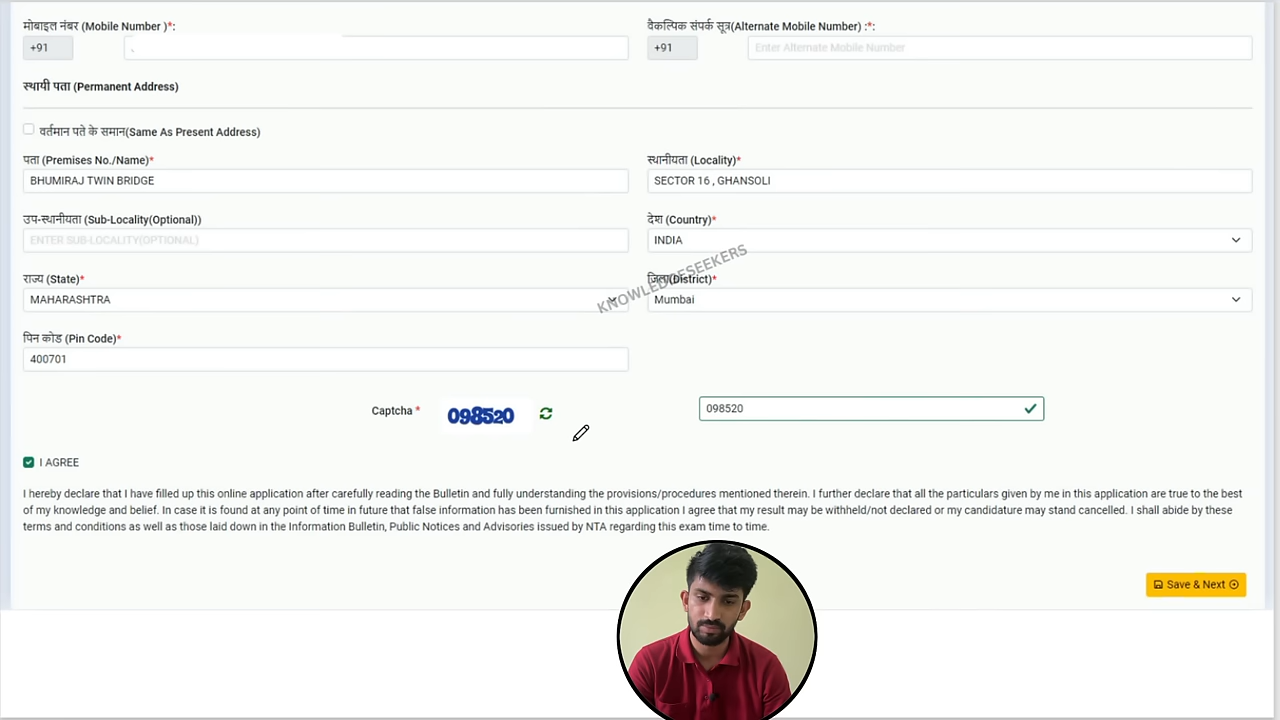 मोबाइल नंबर (Mobile Number )*:
वैकल्पिक संपर्क सूत्र(Alternate Mobile Number) :*:
+91
+91
Enter Alternate Mobile Number
स्थायी पता (Permanent Address)
वर्तमान पते के समान(Same As Present Address)
पता (Premises No./Name)*
स्थानीयता (Locality)*
BHUMIRAJ TWIN BRIDGE
SECTOR 16 , GHANSOLI
उप-स्थानीयता (Sub-Locality(Optional))
देश (Country)*
ENTER SUB-LOCALITY(OPTIONAL)
INDIA
KNOWLEDGESEEKERS
राज्य (State)*
जिला(District)*
MAHARASHTRA
Mumbai
पिन कोड (Pin Code)*
400701
Captcha *
098520
098520
I AGREE
I hereby declare that I have filled up this online application after carefully reading the Bulletin and fully understanding the provisions/procedures mentioned therein. I further declare that all the particulars given by me in this application are true to the best
of my knowledge and belief. In case it is found at any point of time in future that false information has been furnished in this application I agree that my result may be withheld/not declared or my candidature may stand cancelled. I shall abide by these
terms and conditions as well as those laid down in the Information Bulletin, Public Notices and Advisories issued by NTA regarding this exam time to time.
Save & Next